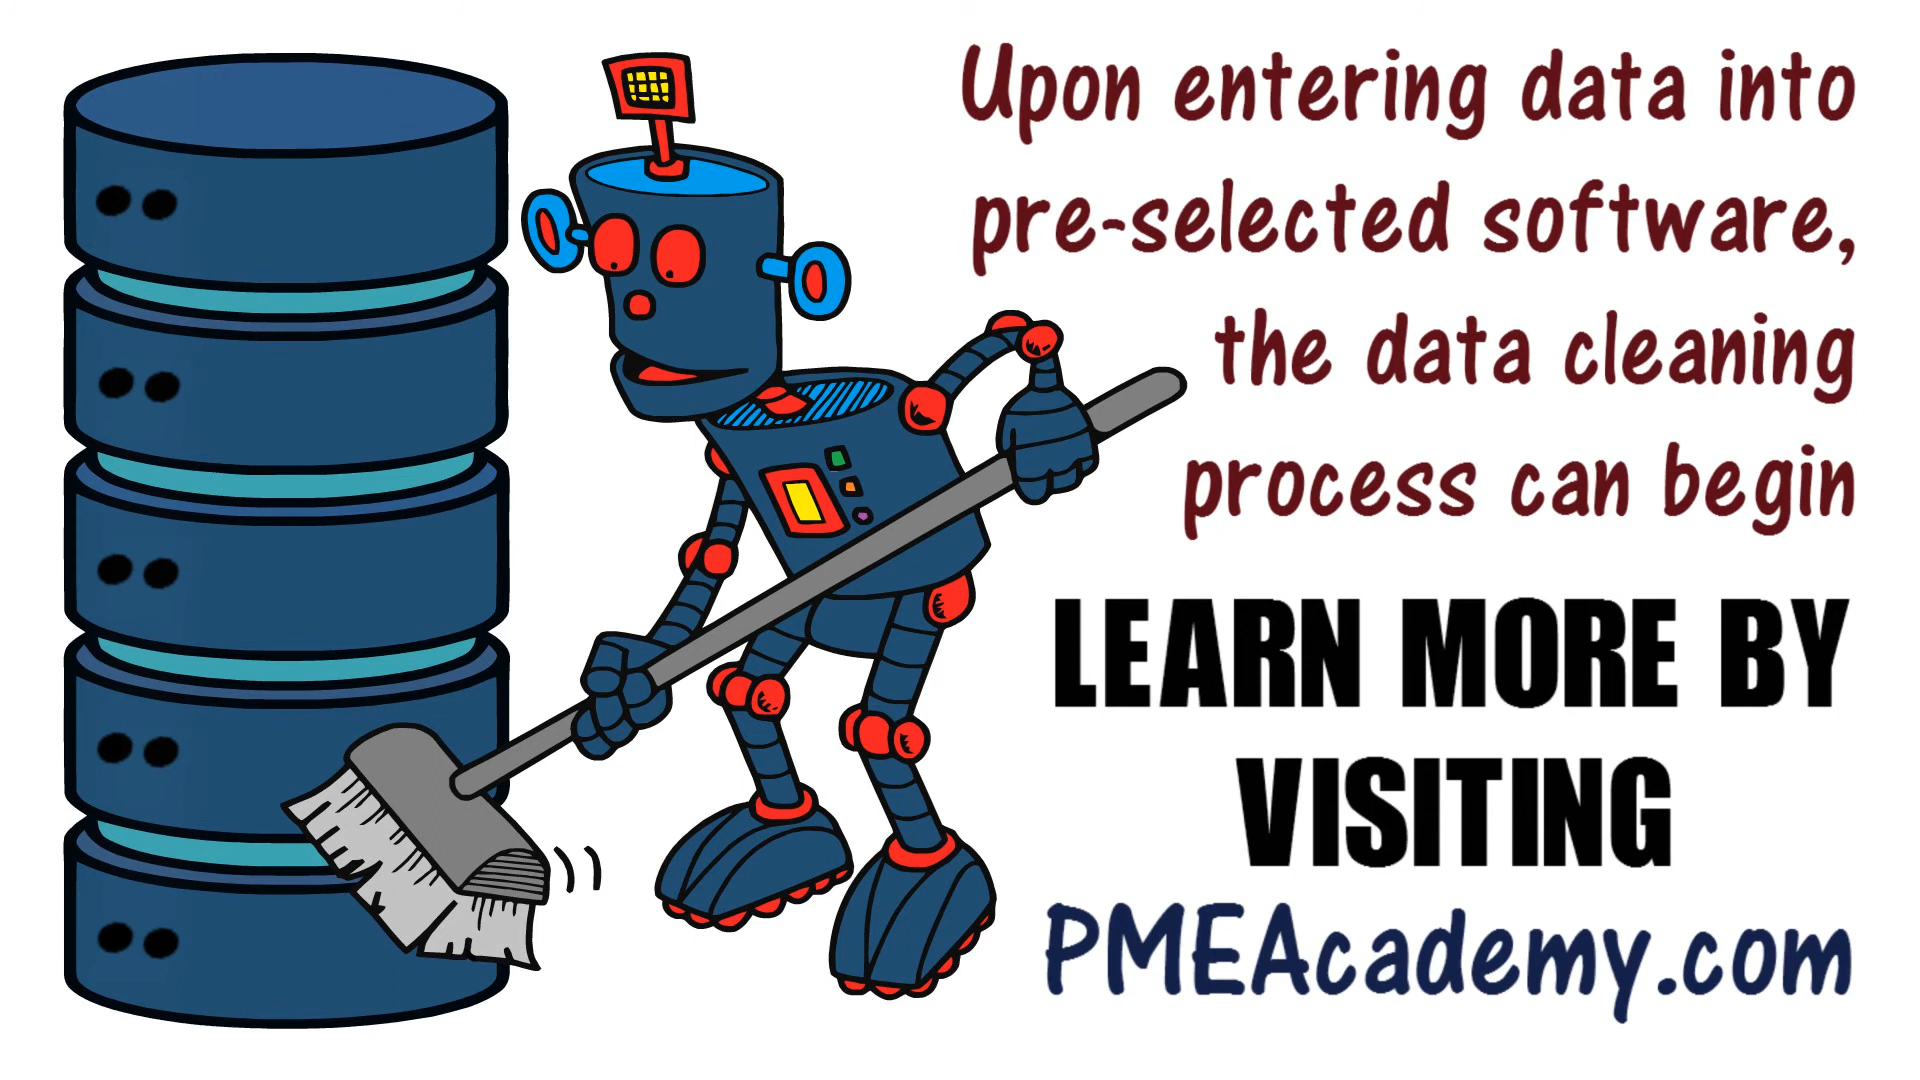 Upon entering data into
pre-selected software,
the data cleaning
process can begin
LEARN MORE BY
VISITING
PMEAcademy.com